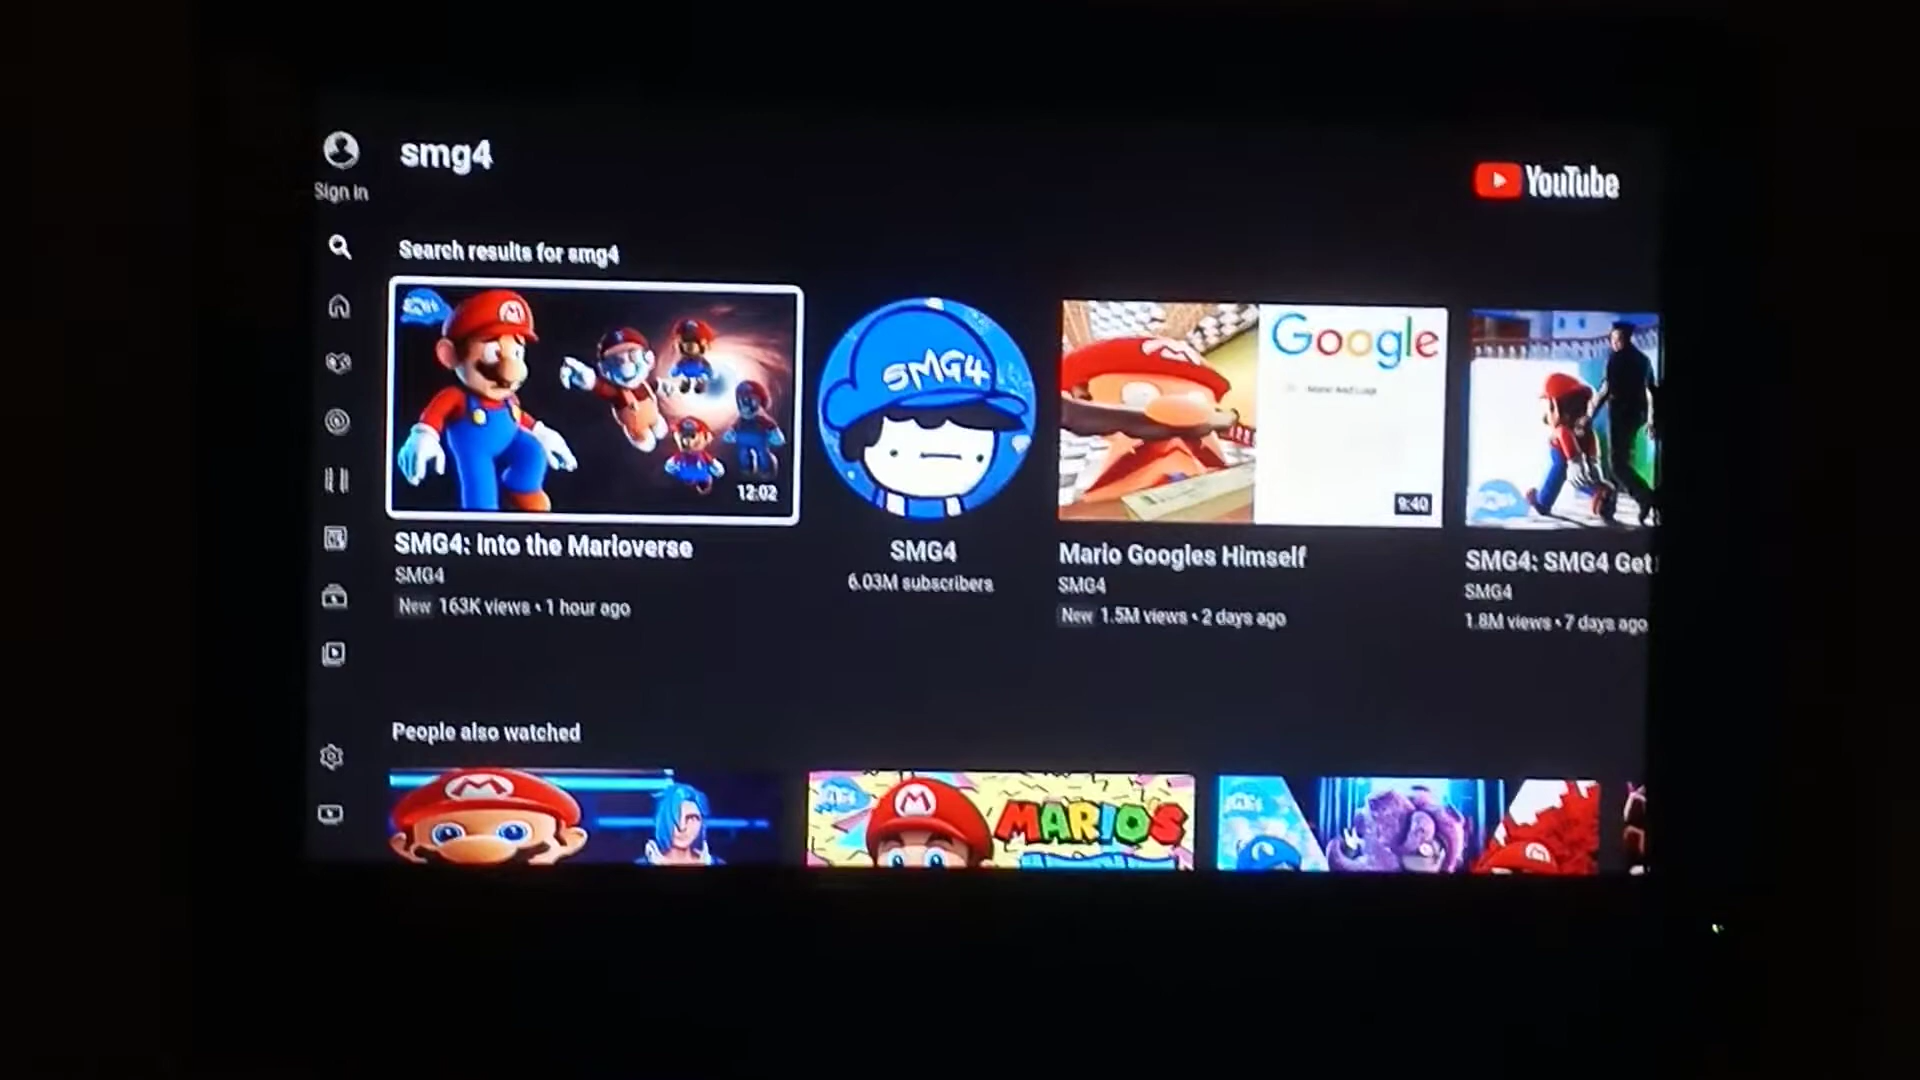 smg4
Sign in
YouTube
Search results for smg4
12:02
SMG4
Google
9:40
SMG4: Into the Marioverse
SMG4
New 163K views • 1 hour ago
SMG4
6.03M subscribers
Mario Googles Himself
SMG4
New 1.5M views • 2 days ago
SMG4: SMG4 Get
SMG4
1.8M views • 7 days ago
People also watched
M
M
MARIO'S